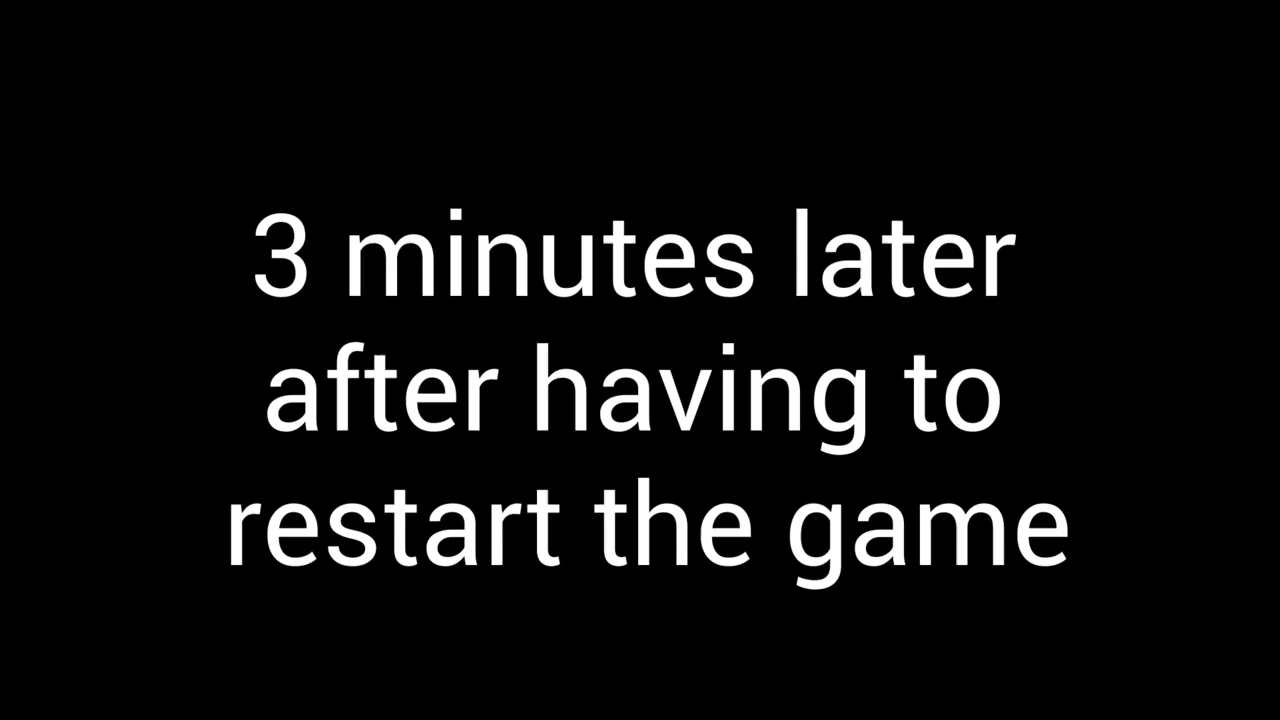 3 minutes later
after having to
restart the game